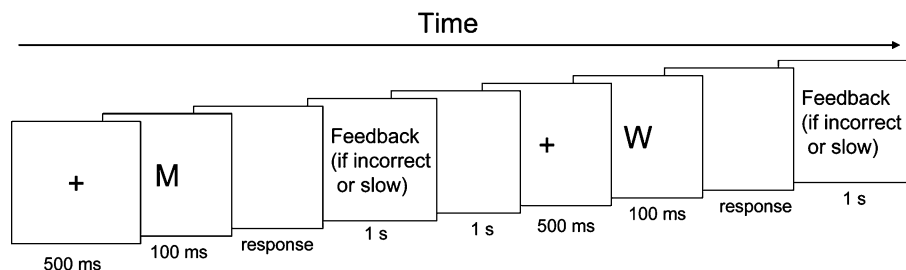 Time
+
500 ms
M
100 ms
response
Feedback
(if incorrect
or slow)
1 s
1 s
+
500 ms
W
100 ms
response
Feedback
(if incorrect
or slow)
1 s